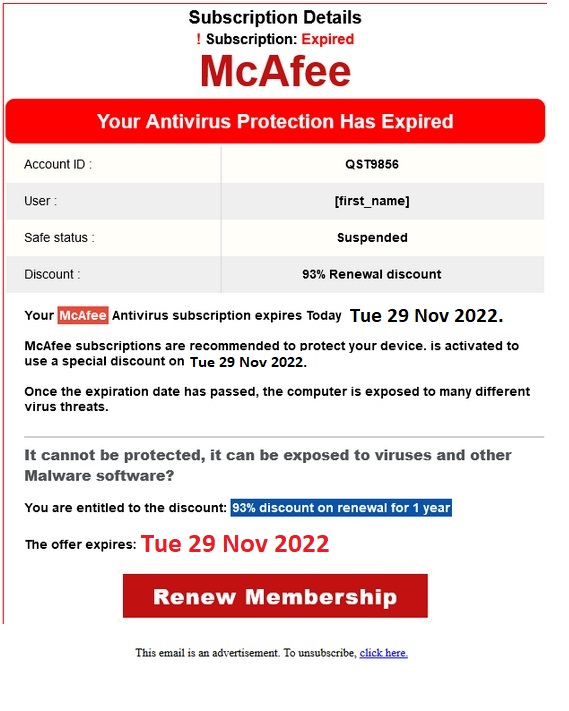 Subscription Details
! Subscription: Expired
McAfee
Your Antivirus Protection Has Expired
Account ID : QST9856
User : [first_name]
Safe status : Suspended
Discount : 93% Renewal discount
Your McAfee Antivirus subscription expires Today Tue 29 Nov 2022.
McAfee subscriptions are recommended to protect your device. is activated to
use a special discount on Tue 29 Nov 2022.
Once the expiration date has passed, the computer is exposed to many different
virus threats.
It cannot be protected, it can be exposed to viruses and other
Malware software?
You are entitled to the discount: 93% discount on renewal for 1 year
The offer expires: Tue 29 Nov 2022
Renew Membership
This email is an advertisement. To unsubscribe, click here.